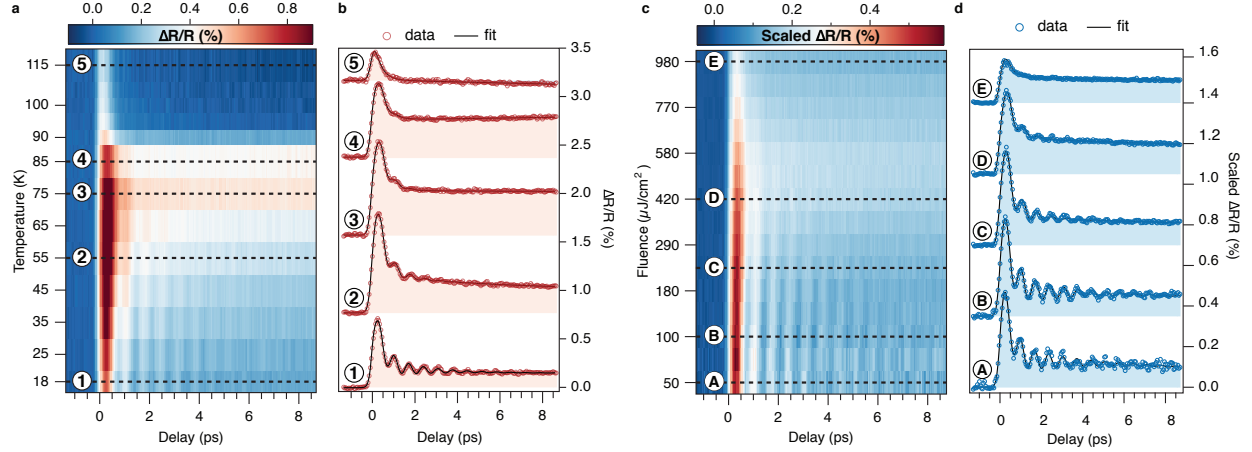 a
0.0 0.4 0.8
ΔR/R (%)
Temperature (K)
115
100
90
85
75
65
55
45
35
25
18
5
4
3
2
1
0 2 4 6 8
Delay (ps)
b
data fit
5
4
3
2
1
3.5
3.0
2.5
2.0
1.5
1.0
0.5
0.0
ΔR/R (%)
0 2 4 6 8
Delay (ps)
c
0.0 0.4
Scaled ΔR/R (%)
Fluence (μJ/cm²)
980
770
580
420
290
180
100
50
E
D
C
B
A
0 2 4 6 8
Delay (ps)
d
data fit
E
D
C
B
A
1.6
1.4
1.2
1.0
0.8
0.6
0.4
0.2
0.0
Scaled ΔR/R (%)
0 2 4 6 8
Delay (ps)